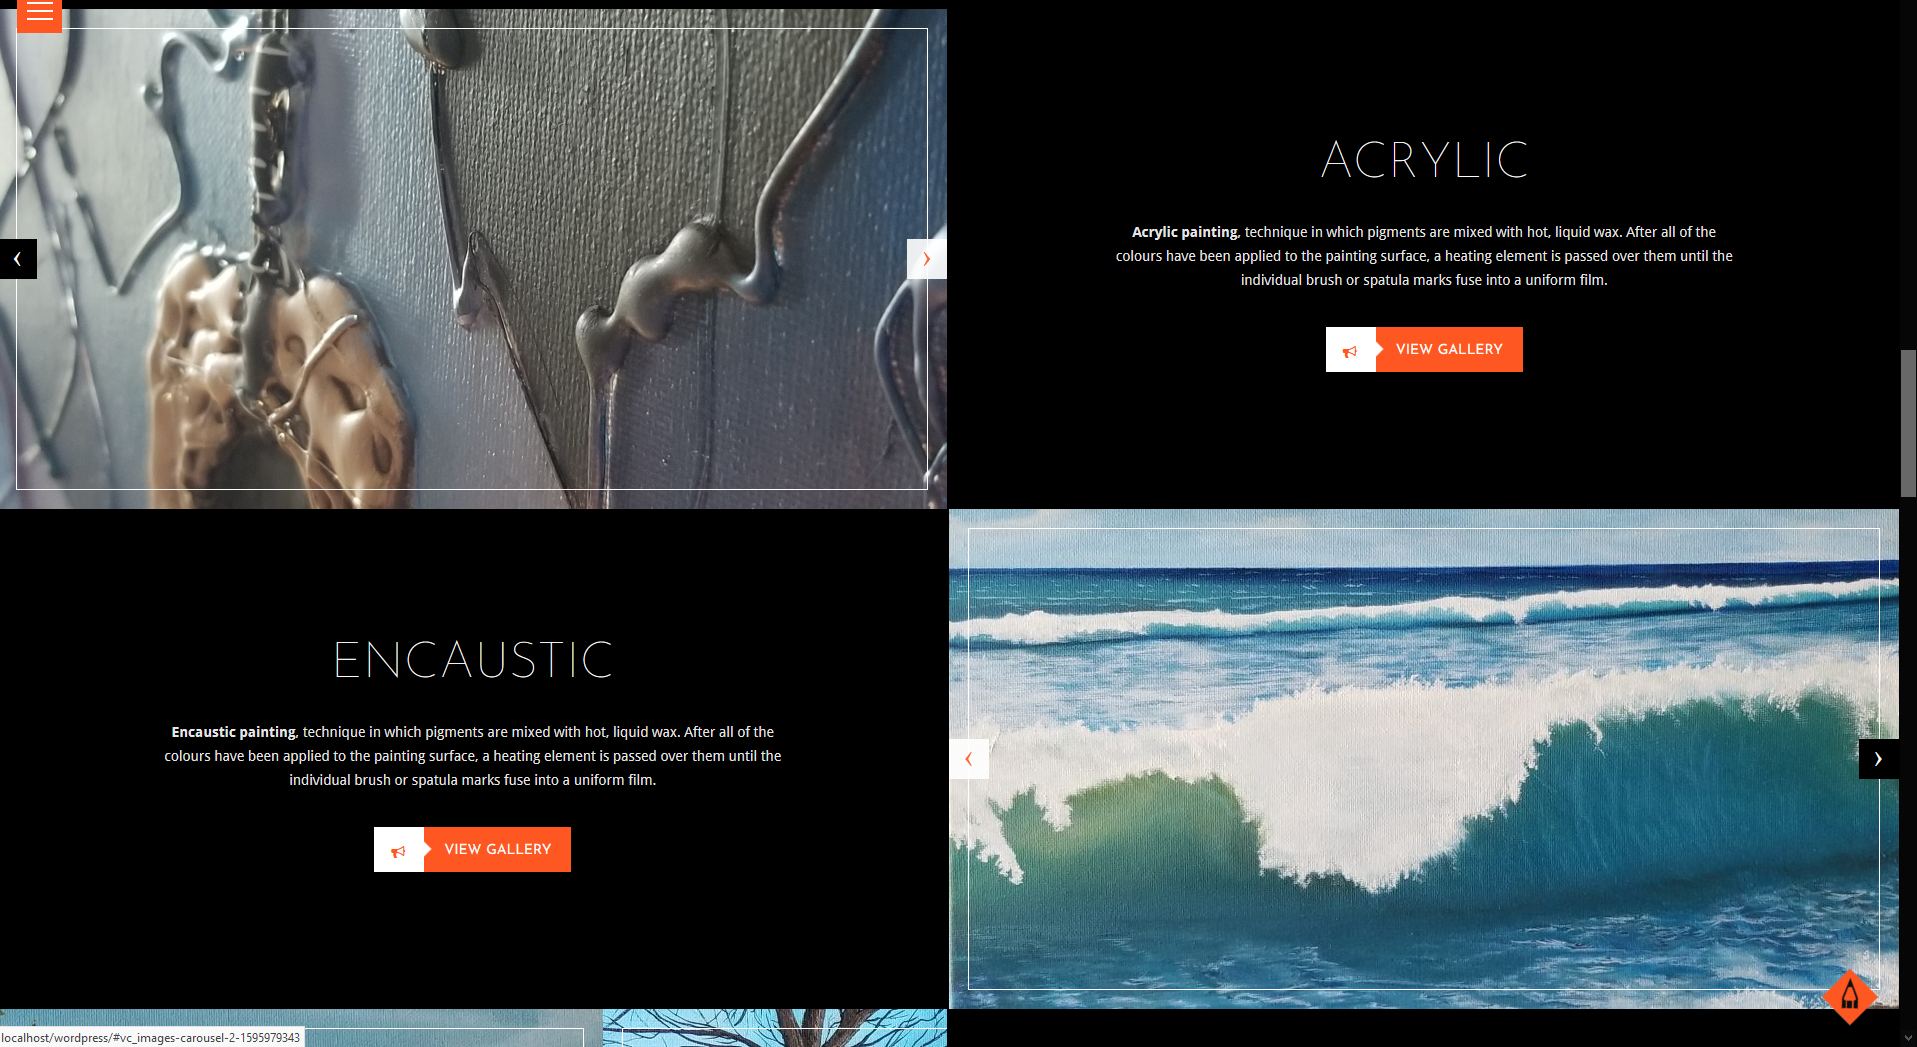 ACRYLIC
Acrylic painting, technique in which pigments are mixed with hot, liquid wax. After all of the
colours have been applied to the painting surface, a heating element is passed over them until the
individual brush or spatula marks fuse into a uniform film.
VIEW GALLERY
ENCAUSTIC
Encaustic painting, technique in which pigments are mixed with hot, liquid wax. After all of the
colours have been applied to the painting surface, a heating element is passed over them until the
individual brush or spatula marks fuse into a uniform film.
VIEW GALLERY
localhost/wordpress/#vc_images-carousel-2-1595979343